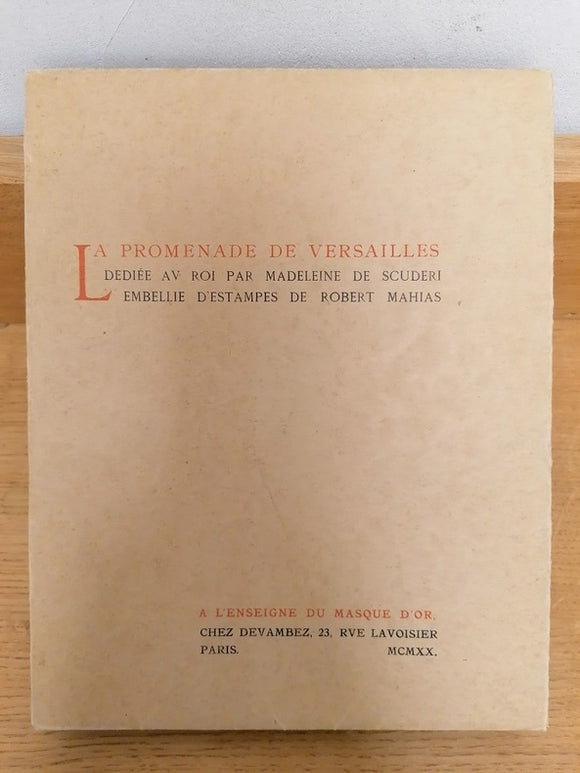 LA PROMENADE DE VERSAILLES
DEDIÉE AV ROI PAR MADELEINE DE SCUDERI
EMBELLIE D'ESTAMPES DE ROBERT MAHIAS
A L'ENSEIGNE DU MASQUE D'OR,
CHEZ DEVAMBEZ, 23, RVE LAVOISIER
PARIS. MCMXX.